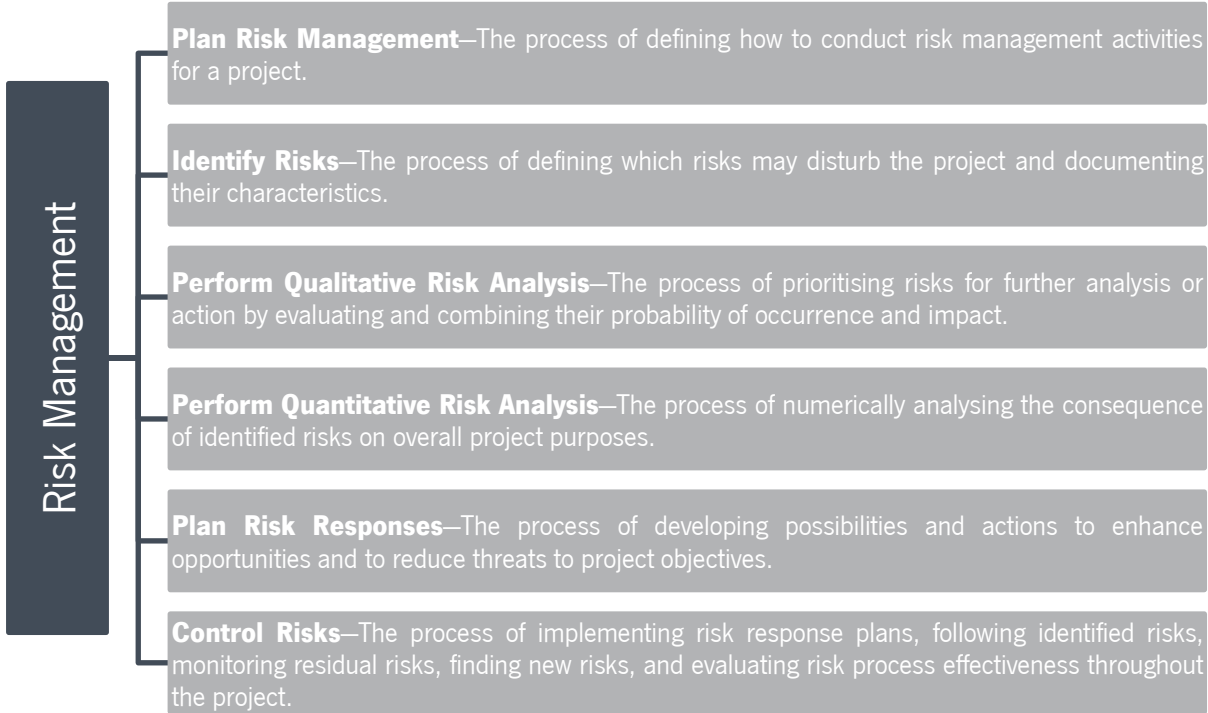 Risk Management
Plan Risk Management—The process of defining how to conduct risk management activities
for a project.
Identify Risks—The process of defining which risks may disturb the project and documenting
their characteristics.
Perform Qualitative Risk Analysis—The process of prioritising risks for further analysis or
action by evaluating and combining their probability of occurrence and impact.
Perform Quantitative Risk Analysis—The process of numerically analysing the consequence
of identified risks on overall project purposes.
Plan Risk Responses—The process of developing possibilities and actions to enhance
opportunities and to reduce threats to project objectives.
Control Risks—The process of implementing risk response plans, following identified risks,
monitoring residual risks, finding new risks, and evaluating risk process effectiveness throughout
the project.